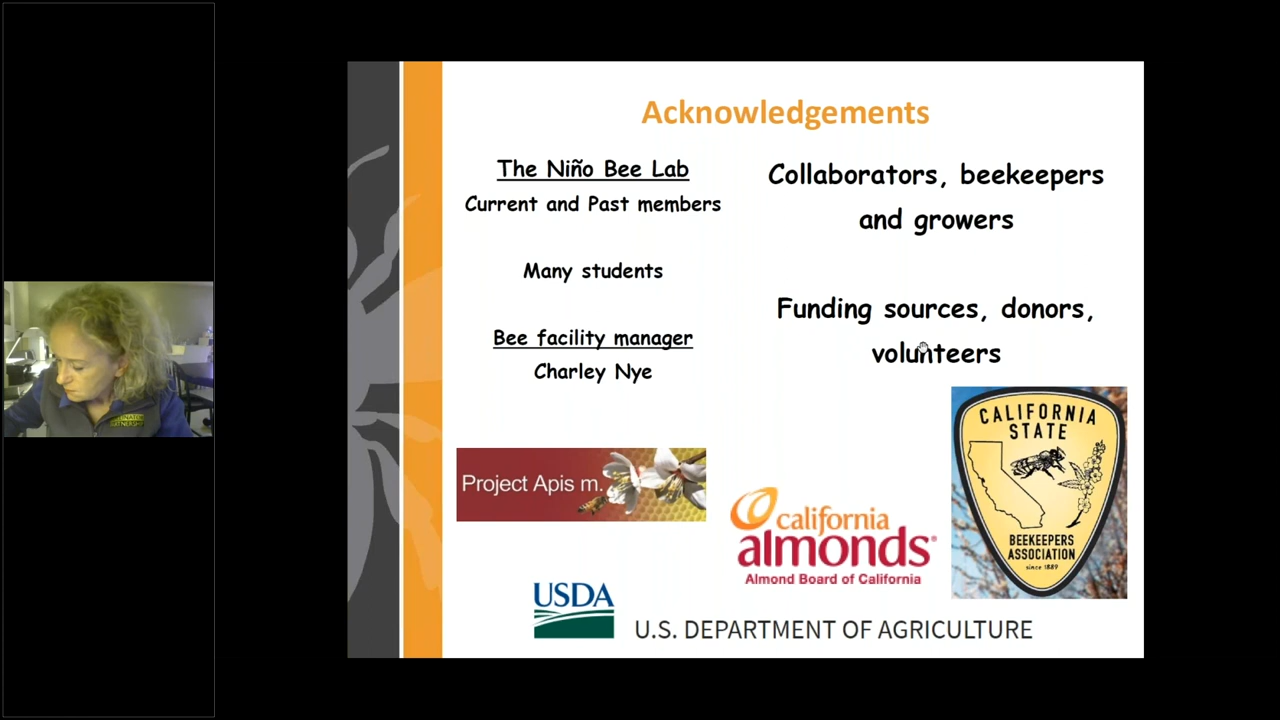 Acknowledgements
The Niño Bee Lab
Current and Past members
Many students
Bee facility manager
Charley Nye
Collaborators, beekeepers
and growers
Funding sources, donors,
volunteers
Project Apis m.
california
almonds®
Almond Board of California
CALIFORNIA
STATE
BEEKEEPERS
ASSOCIATION
since 1889
USDA
U.S. DEPARTMENT OF AGRICULTURE